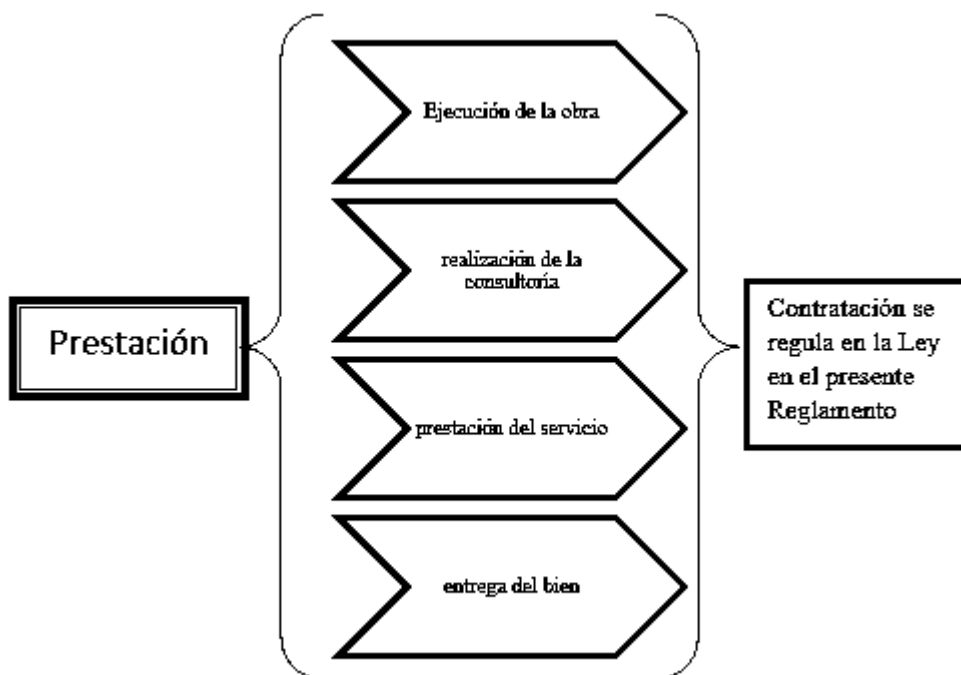 Prestación
Ejecución de la obra
realización de la
consultoría
prestación del servicio
entrega del bien
Contratación se
regula en la Ley
en el presente
Reglamento